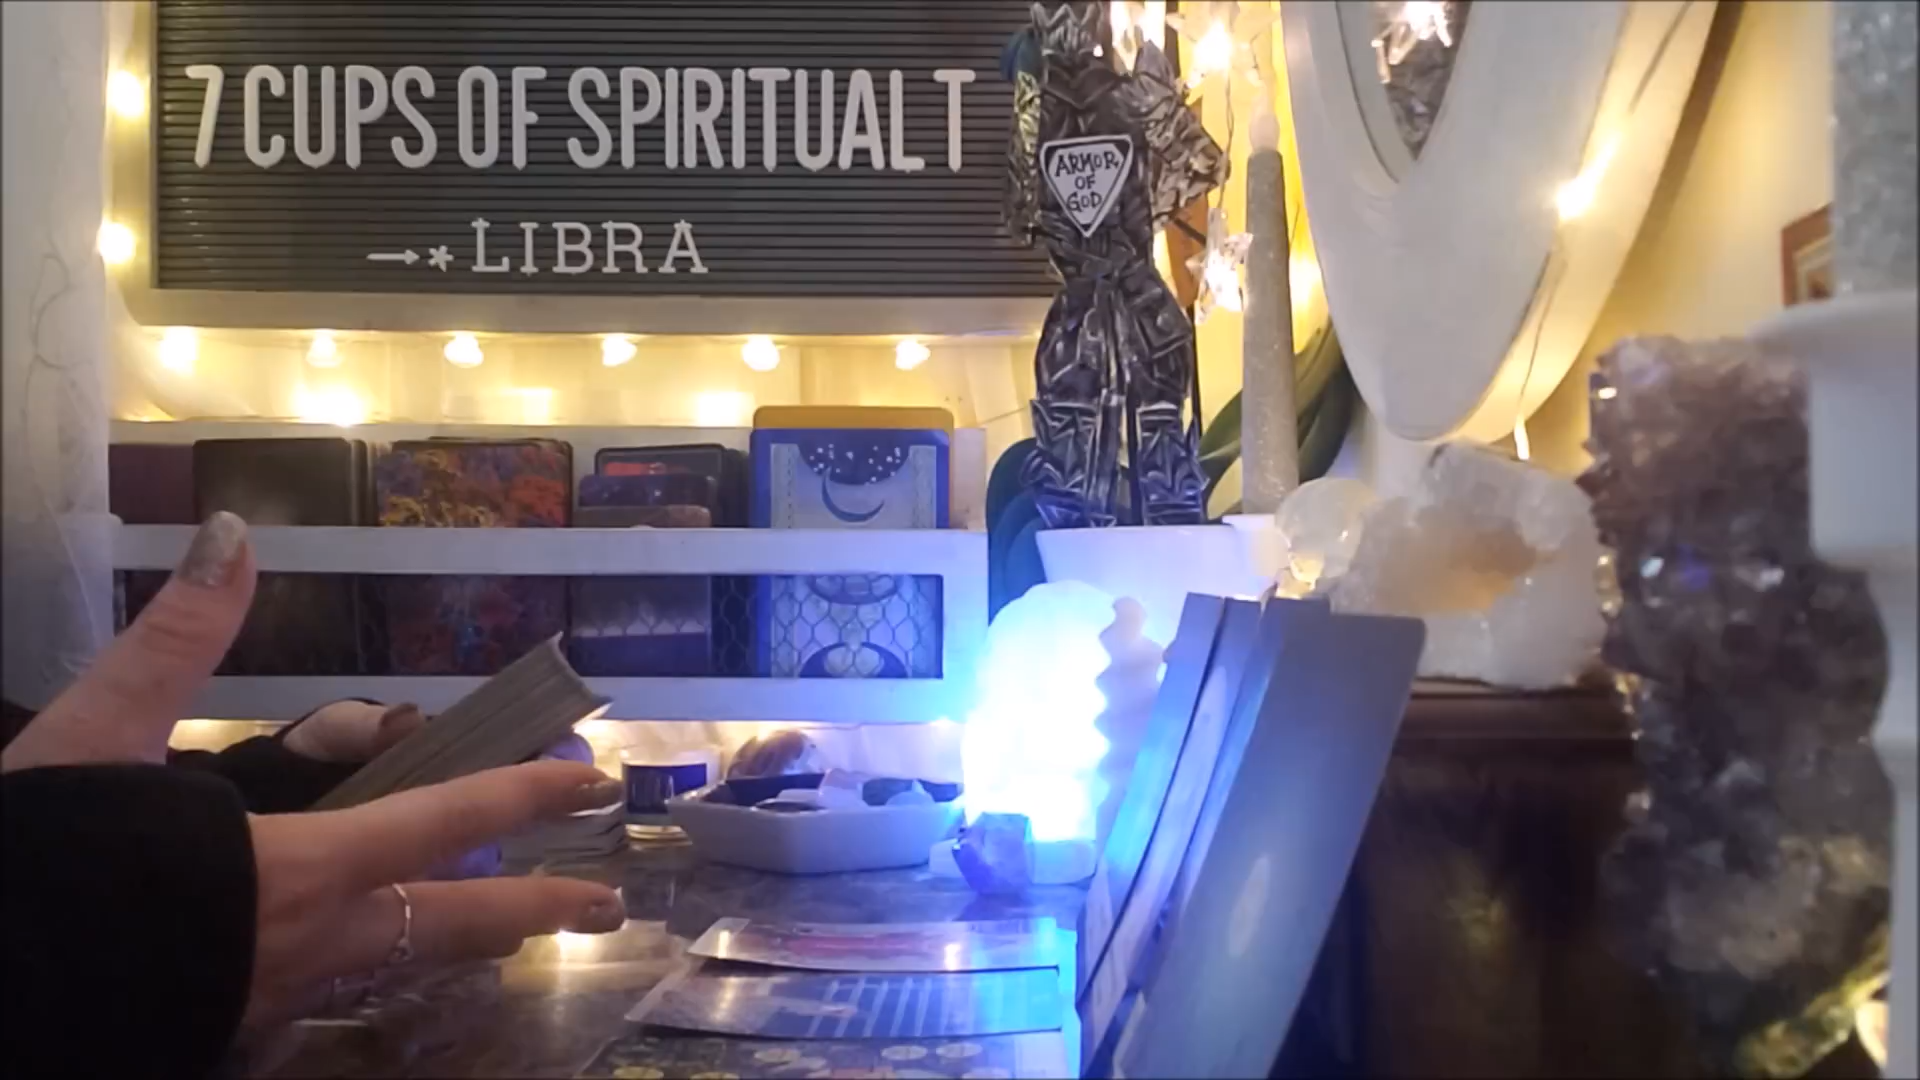 7 CUPS OF SPIRITUAL T
→*LIBRA
ARMOR
OF
GOD